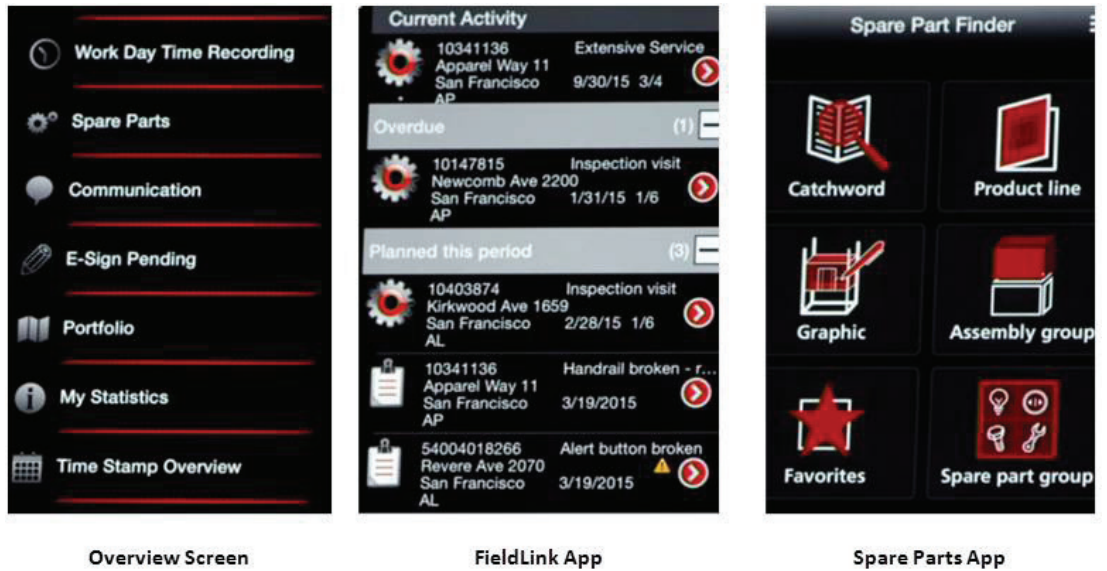 Work Day Time Recording
Spare Parts
Communication
E-Sign Pending
Portfolio
My Statistics
Time Stamp Overview
Overview Screen
Current Activity
10341136 Extensive Service
Apparel Way 11
San Francisco 9/30/15 3/4
AP
Overdue (1)
10147815 Inspection visit
Newcomb Ave 2200
San Francisco 1/31/15 1/6
AP
Planned this period (3)
10403874 Inspection visit
Kirkwood Ave 1659
San Francisco 2/28/15 1/6
AL
10341136 Handrail broken - r...
Apparel Way 11
San Francisco 3/19/2015
AP
54004018266 Alert button broken
Revere Ave 2070
San Francisco 3/19/2015
AL
FieldLink App
Spare Part Finder
Catchword Product line
Graphic Assembly group
Favorites Spare part group
Spare Parts App